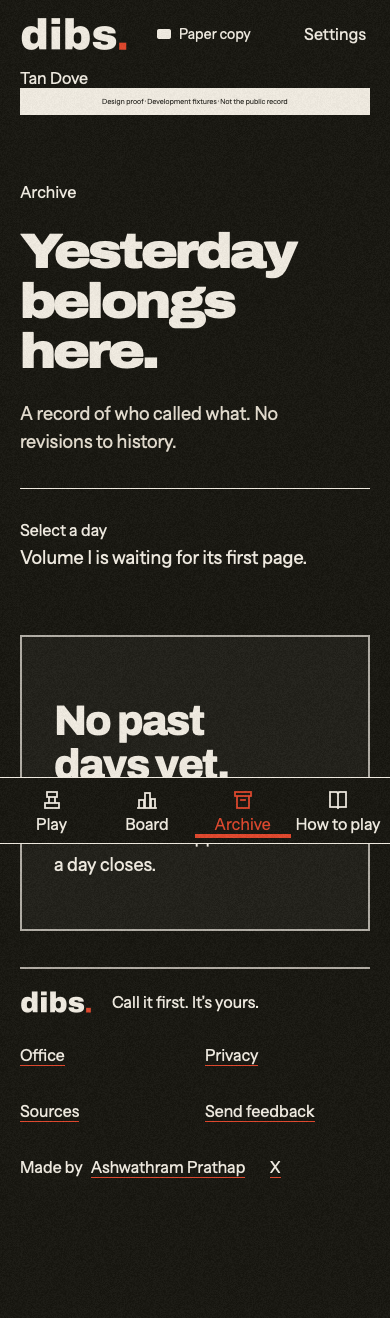 dibs.
Paper copy
Settings
Tan Dove
Design proof · Development fixtures · Not the public record
Archive
Yesterday
belongs
here.
A record of who called what. No
revisions to history.
Select a day
Volume I is waiting for its first page.
No past
days yet.
Play
Board
Archive
How to play
a day closes.
dibs.
Call it first. It's yours.
Office
Privacy
Sources
Send feedback
Made by Ashwathram Prathap X